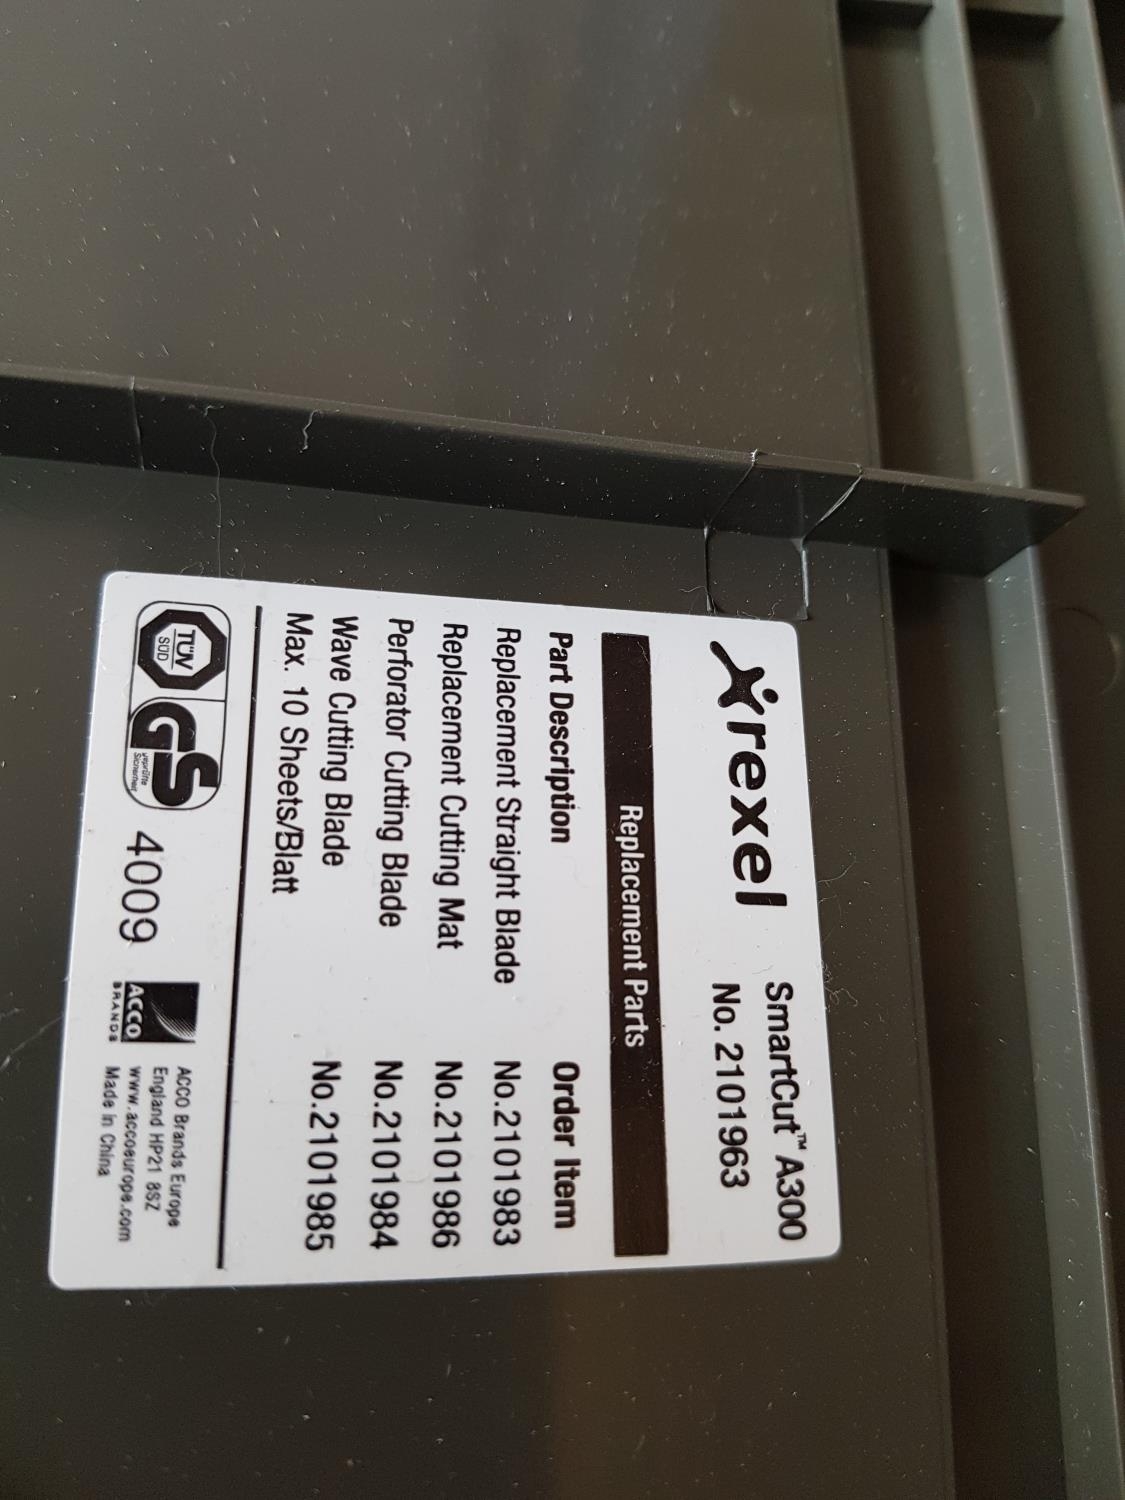 rexel
SmartCut™ A300
No. 2101963
Replacement Parts
Part Description Order Item
Replacement Straight Blade No.2101983
Replacement Cutting Mat No.2101986
Perforator Cutting Blade No.2101984
Wave Cutting Blade No.2101985
Max. 10 Sheets/Blatt
TÜV
SÜD
GS
geprüfte
Sicherheit
4009
ACCO
BRANDS
ACCO Brands Europe
England HP21 8SZ
www.accoeurope.com
Made in China